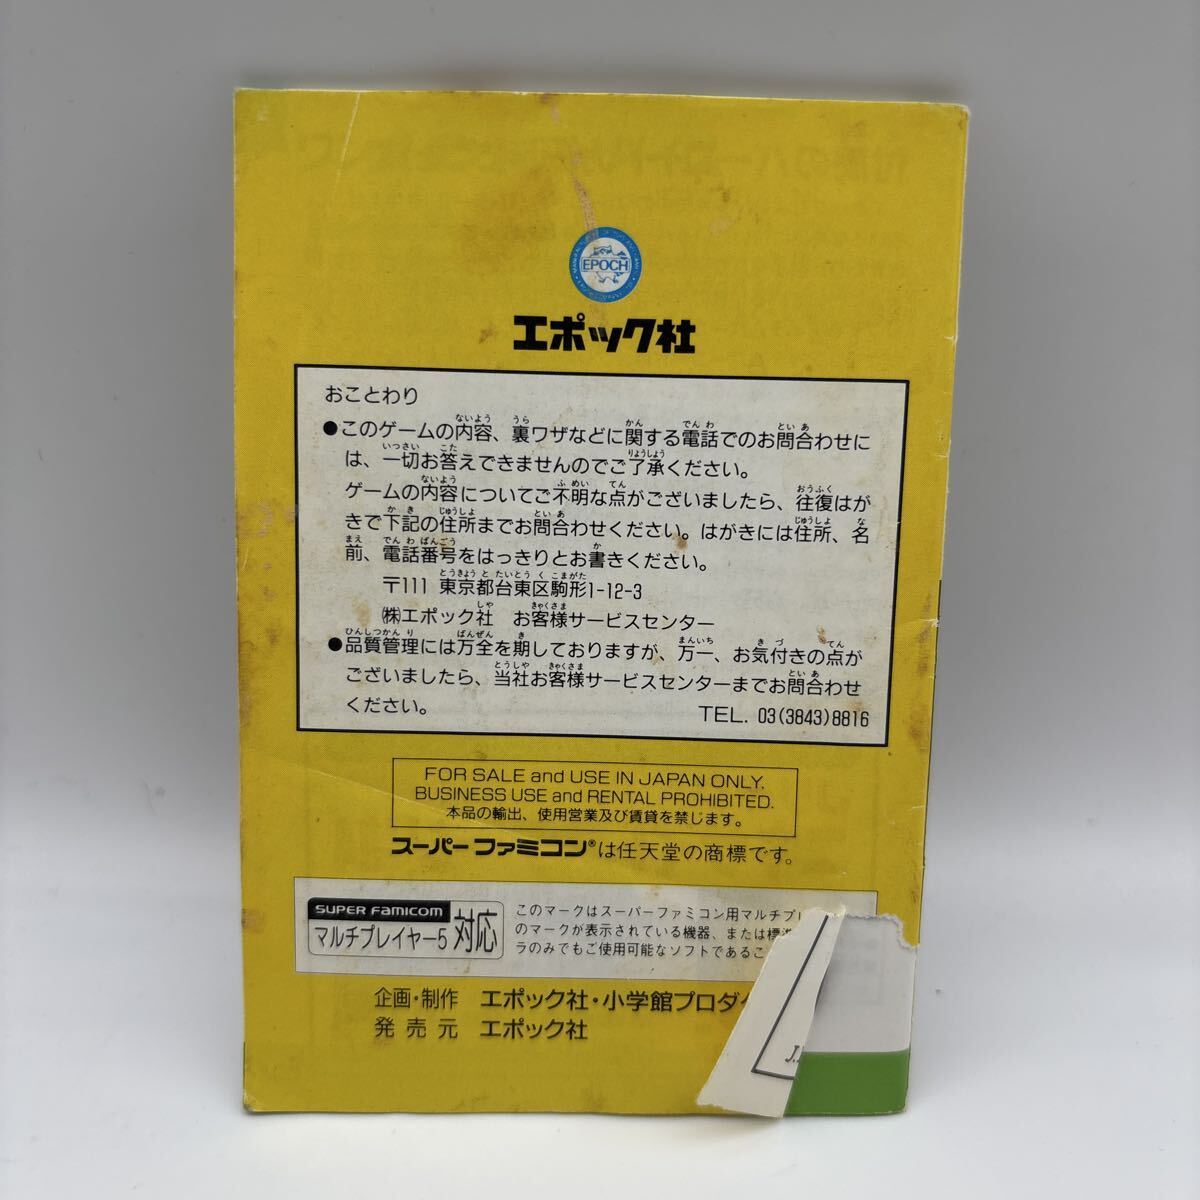 EPOCH
エポック社
おことわり
●このゲームの内容、裏ワザなどに関する電話でのお問合わせに
は、一切お答えできませんのでご了承ください。
ゲームの内容についてご不明な点がございましたら、往復はが
きで下記の住所までお問合わせください。はがきには住所、名
前、電話番号をはっきりとお書きください。
〒111 東京都台東区駒形1-12-3
㈱エポック社 お客様サービスセンター
●品質管理には万全を期しておりますが、万一、お気付きの点が
ございましたら、当社お客様サービスセンターまでお問合わせ
ください。 TEL. 03(3843)8816
FOR SALE and USE IN JAPAN ONLY.
BUSINESS USE and RENTAL PROHIBITED.
本品の輸出、使用営業及び賃貸を禁じます。
スーパーファミコン®は任天堂の商標です。
SUPER FAMICOM
マルチプレイヤー5 対応
このマークはスーパーファミコン用マルチプレ
のマークが表示されている機器、または標準
ラのみでもご使用可能なソフトであるこ
企画・制作 エポック社・小学館プロダク
発売元 エポック社